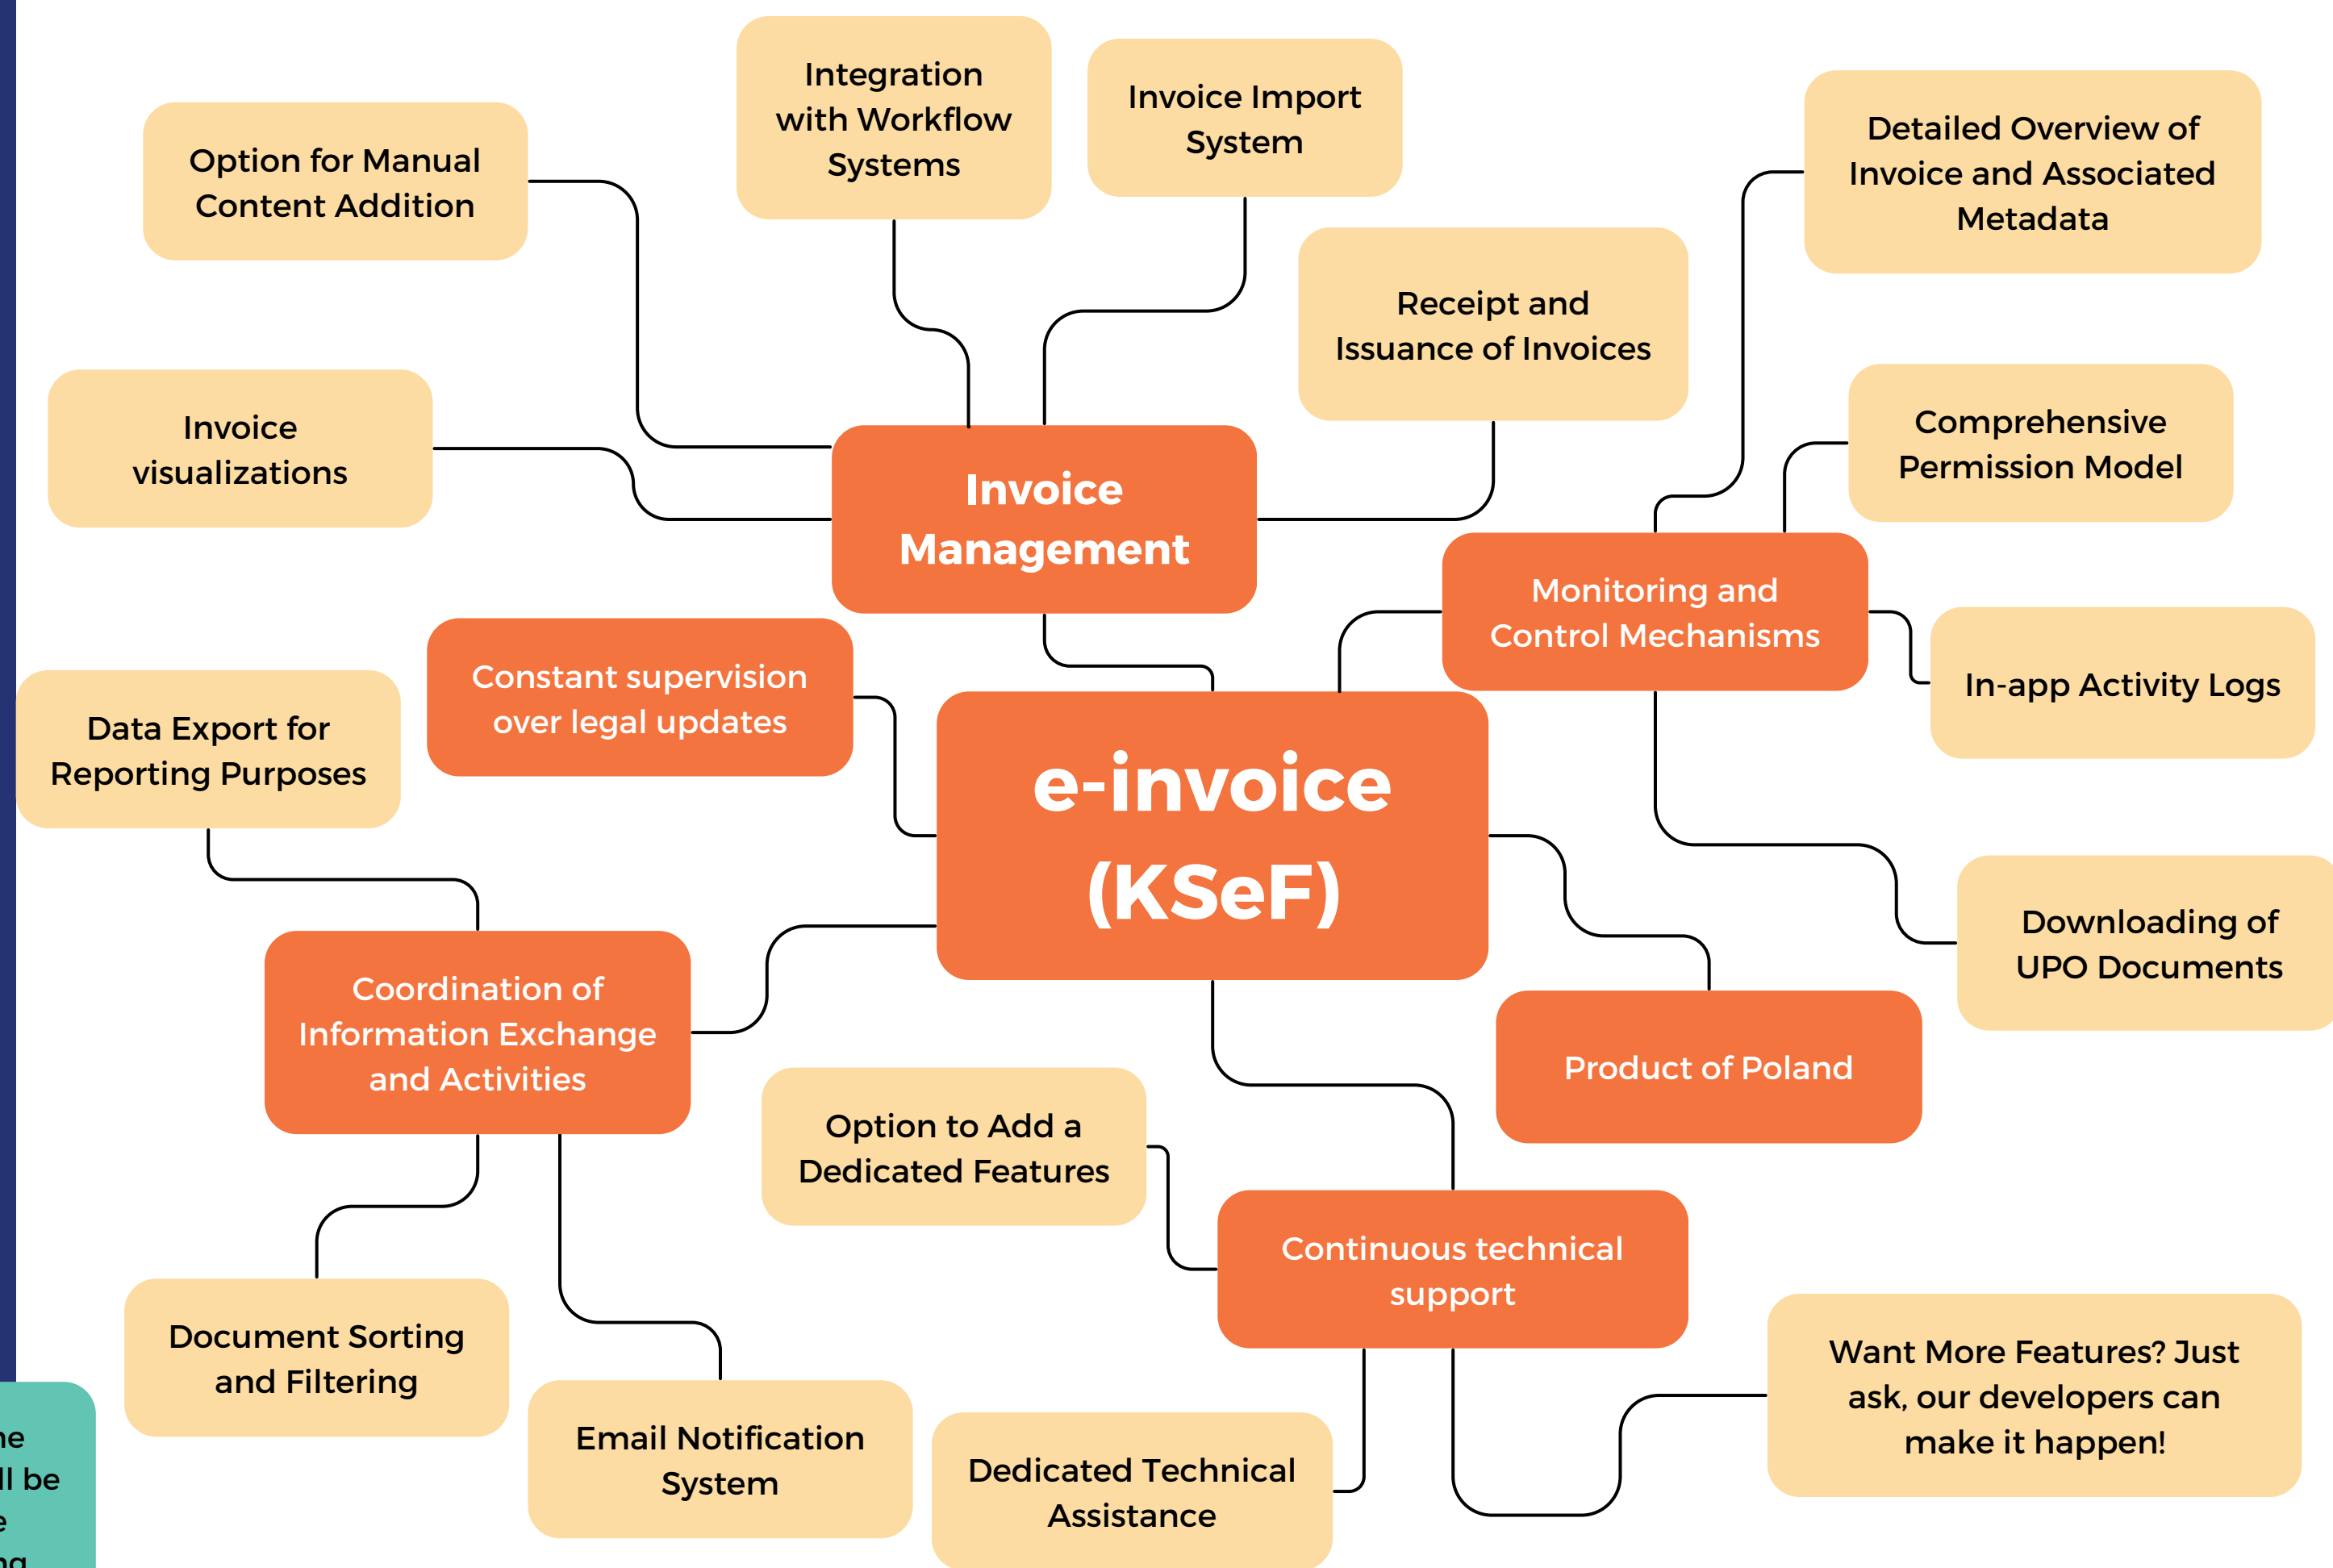 Integration
with Workflow
Systems
Invoice Import
System
Detailed Overview of
Invoice and Associated
Metadata
Option for Manual
Content Addition
Receipt and
Issuance of Invoices
Invoice
visualizations
Comprehensive
Permission Model
Invoice
Management
Monitoring and
Control Mechanisms
Constant supervision
over legal updates
In-app Activity Logs
Data Export for
Reporting Purposes
e-invoice
(KSeF)
Downloading of
UPO Documents
Coordination of
Information Exchange
and Activities
Product of Poland
Option to Add a
Dedicated Features
Continuous technical
support
Document Sorting
and Filtering
Want More Features? Just
ask, our developers can
make it happen!
Email Notification
System
Dedicated Technical
Assistance
be